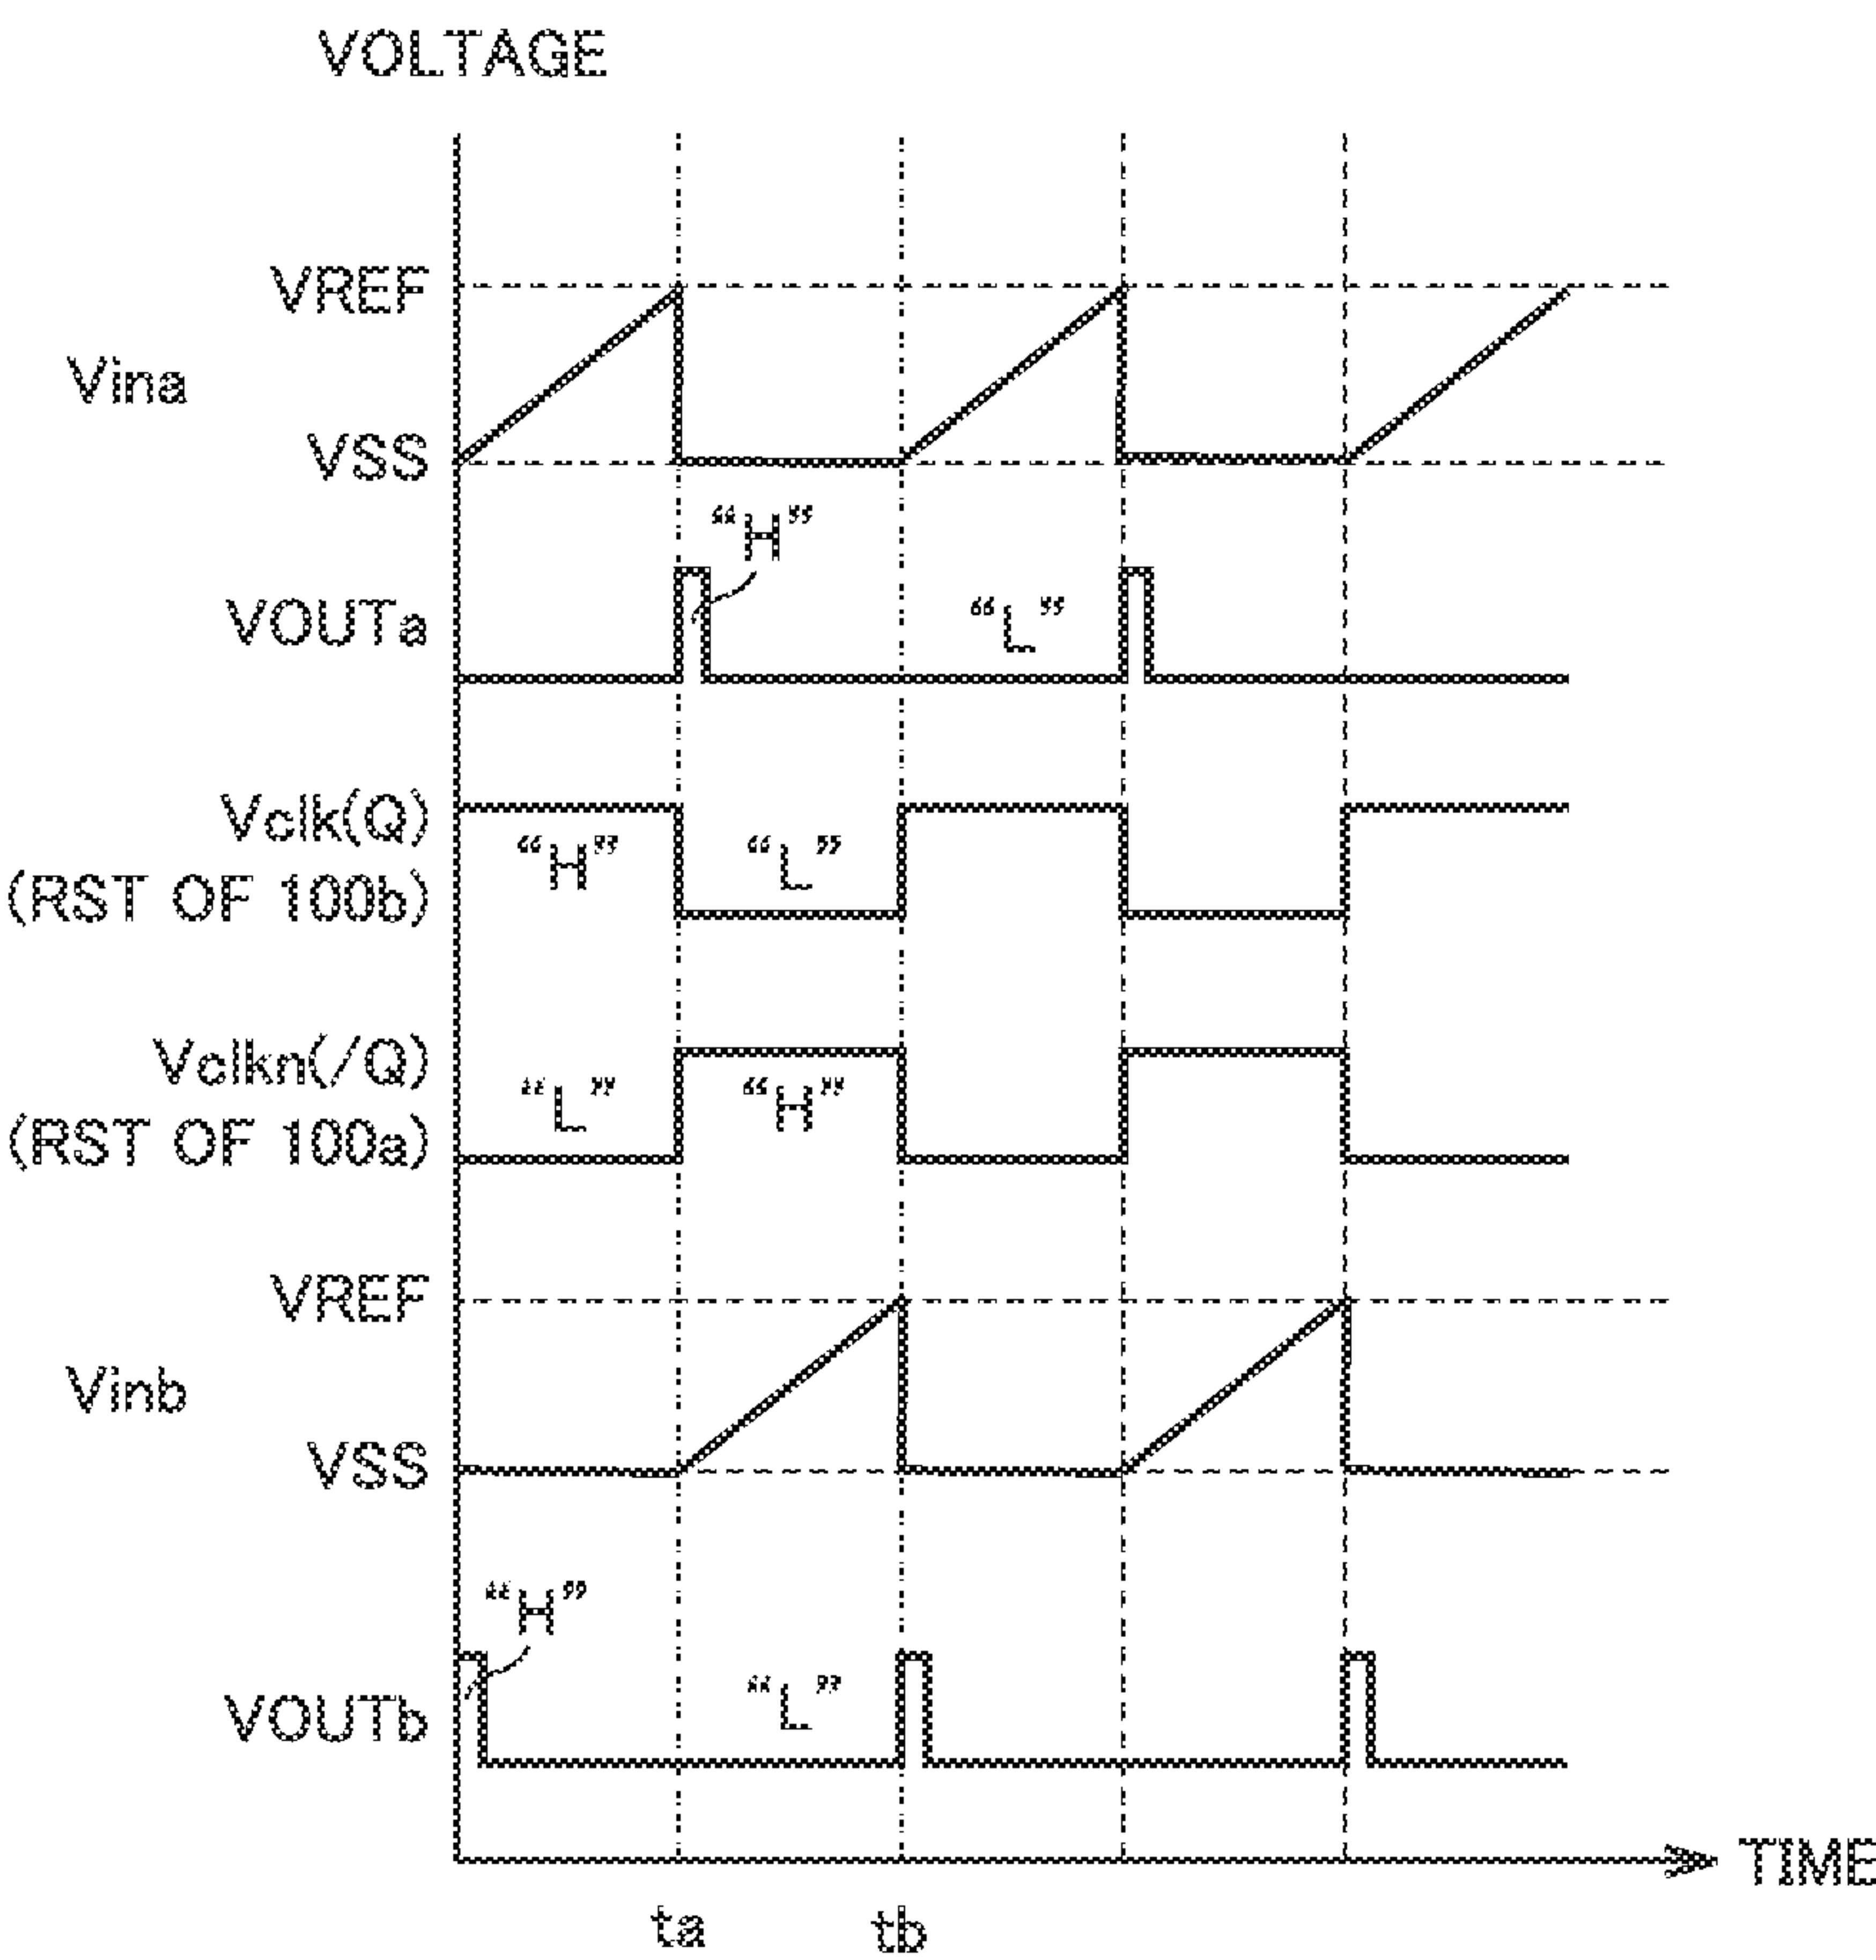 VOLTAGE
VREF
Vina
VSS
“H”
VOUTa
“L”
Vclk(Q)
(RST OF 100b)
“H”
“L”
Vclkn(/Q)
(RST OF 100a)
“L”
“H”
VREF
Vinb
VSS
“H”
VOUTb
“L”
TIME
ta
tb